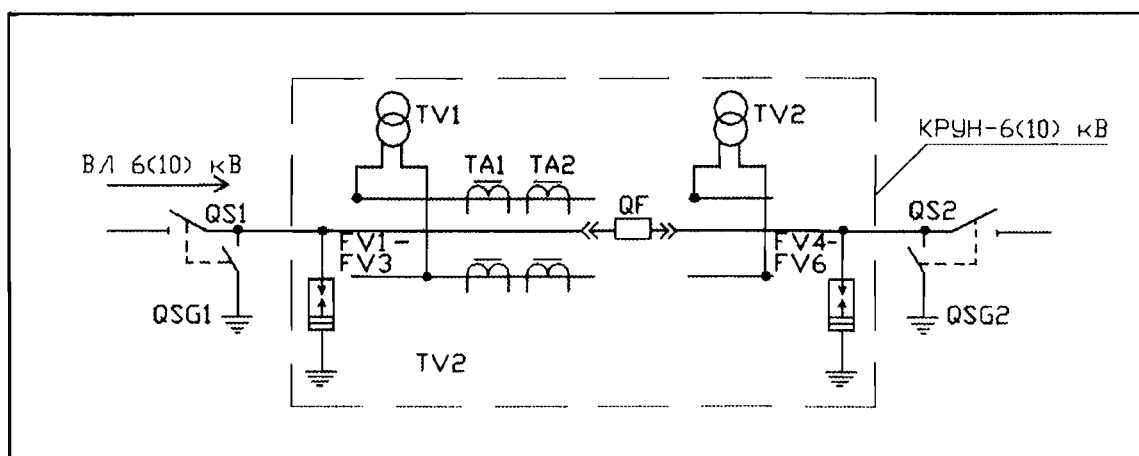 TV1
TV2
КРУН-6(10) кВ
ВЛ 6(10) кВ
TA1 TA2
QS1
QF
QS2
FV1-
FV3
FV4-
FV6
QSG1
QSG2
TV2